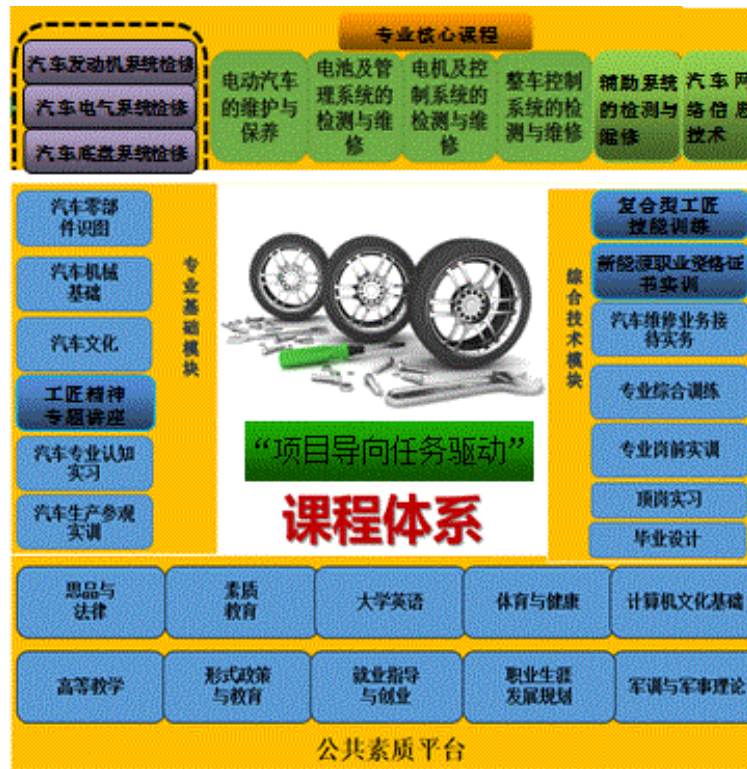 专业核心课程
汽车发动机系统检修
汽车电气系统检修
汽车底盘系统检修
电动汽车
的维护与
保养
电池及管
理系统的
检测与维
修
电机及控
制系统的
检测与维
修
整车控制
系统的检
测与维修
辅助系统
的检测与
维修
汽车网
络信息
技术
汽车零部
件识图
汽车机械
基础
汽车文化
工匠精神
专题讲座
汽车专业认知
实习
汽车生产参观
实训
专业基础模块
“项目导向任务驱动”
课程体系
综合技术模块
复合型工匠
技能训练
新能源职业资格证
书实训
汽车维修业务接
待实务
专业综合训练
专业岗前实训
顶岗实习
毕业设计
思品与
法律
素质
教育
大学英语
体育与健康
计算机文化基础
高等教学
形式政策
与教育
就业指导
与创业
职业生涯
发展规划
军训与军事理论
公共素质平台